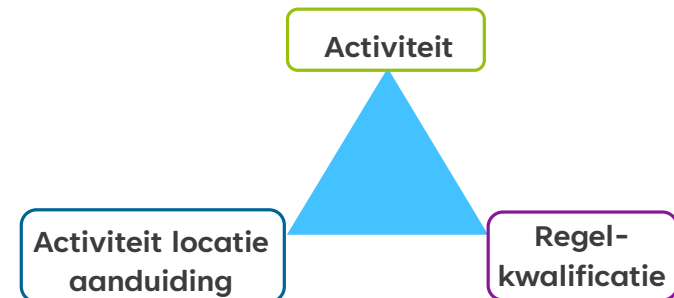 Activiteit
Activiteit locatie
aanduiding
Regel-
kwalificatie